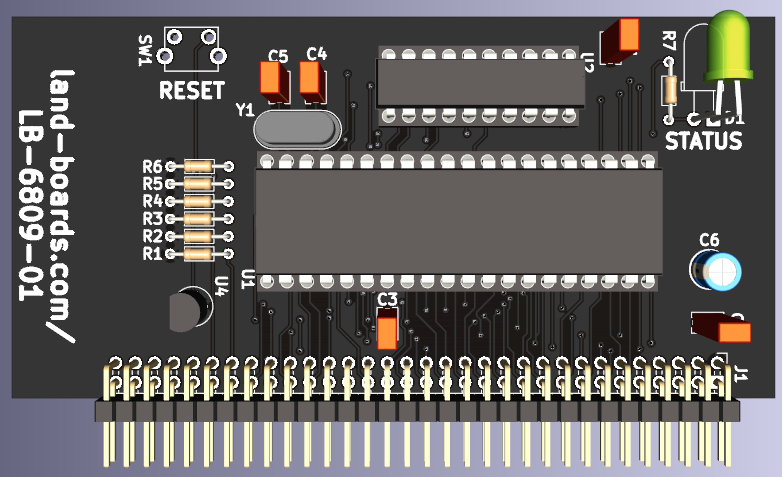 SW1
RESET
C5
C4
Y1
U2
R7
D1
STATUS
land-boards.com/
LB-6809-01
R6
R5
R4
R3
R2
R1
U4
U1
C3
C6
J1